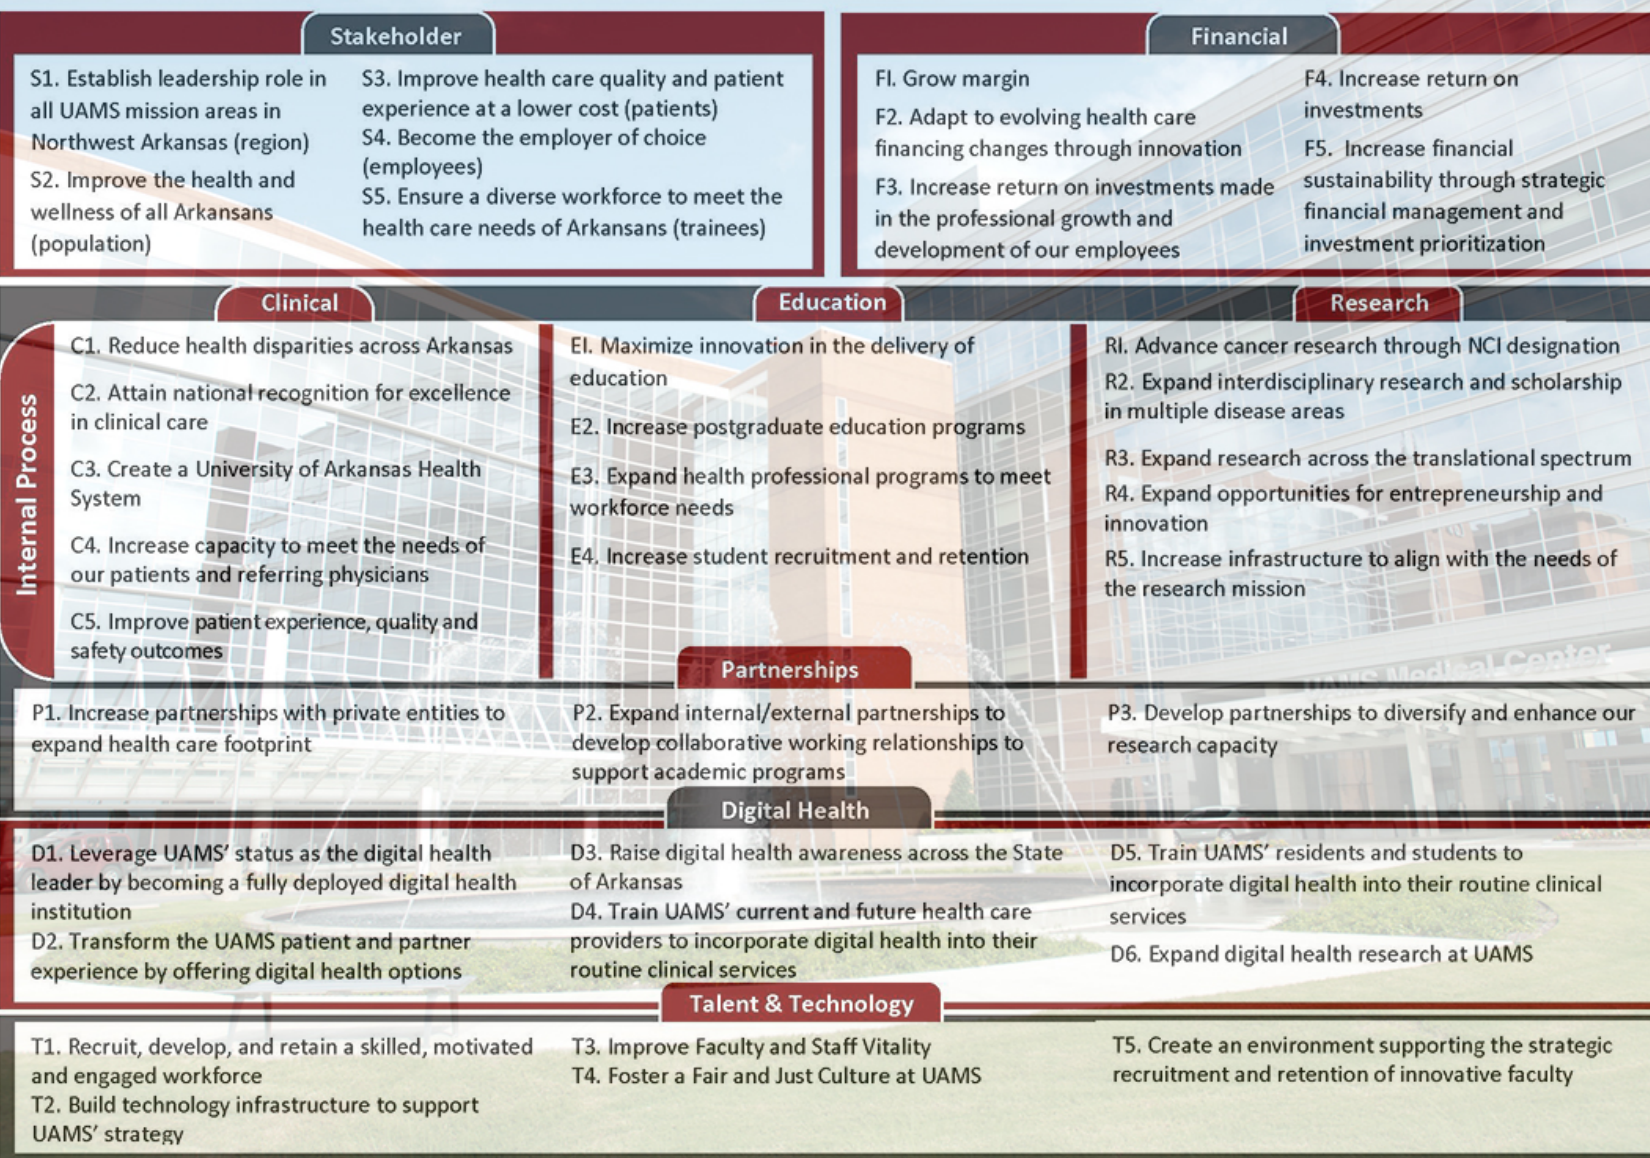 Stakeholder
S1. Establish leadership role in
all UAMS mission areas in
Northwest Arkansas (region)
S2. Improve the health and
wellness of all Arkansans
(population)
S3. Improve health care quality and patient
experience at a lower cost (patients)
S4. Become the employer of choice
(employees)
S5. Ensure a diverse workforce to meet the
health care needs of Arkansans (trainees)
Financial
FI. Grow margin
F2. Adapt to evolving health care
financing changes through innovation
F3. Increase return on investments made
in the professional growth and
development of our employees
F4. Increase return on
investments
F5. Increase financial
sustainability through strategic
financial management and
investment prioritization
Internal Process
Clinical
C1. Reduce health disparities across Arkansas
C2. Attain national recognition for excellence
in clinical care
C3. Create a University of Arkansas Health
System
C4. Increase capacity to meet the needs of
our patients and referring physicians
C5. Improve patient experience, quality and
safety outcomes
Education
EI. Maximize innovation in the delivery of
education
E2. Increase postgraduate education programs
E3. Expand health professional programs to meet
workforce needs
E4. Increase student recruitment and retention
Research
RI. Advance cancer research through NCI designation
R2. Expand interdisciplinary research and scholarship
in multiple disease areas
R3. Expand research across the translational spectrum
R4. Expand opportunities for entrepreneurship and
innovation
R5. Increase infrastructure to align with the needs of
the research mission
UAMS Medical Center
Partnerships
P1. Increase partnerships with private entities to
expand health care footprint
P2. Expand internal/external partnerships to
develop collaborative working relationships to
support academic programs
P3. Develop partnerships to diversify and enhance our
research capacity
Digital Health
D1. Leverage UAMS’ status as the digital health
leader by becoming a fully deployed digital health
institution
D2. Transform the UAMS patient and partner
experience by offering digital health options
D3. Raise digital health awareness across the State
of Arkansas
D4. Train UAMS’ current and future health care
providers to incorporate digital health into their
routine clinical services
D5. Train UAMS’ residents and students to
incorporate digital health into their routine clinical
services
D6. Expand digital health research at UAMS
Talent & Technology
T1. Recruit, develop, and retain a skilled, motivated
and engaged workforce
T2. Build technology infrastructure to support
UAMS’ strategy
T3. Improve Faculty and Staff Vitality
T4. Foster a Fair and Just Culture at UAMS
T5. Create an environment supporting the strategic
recruitment and retention of innovative faculty